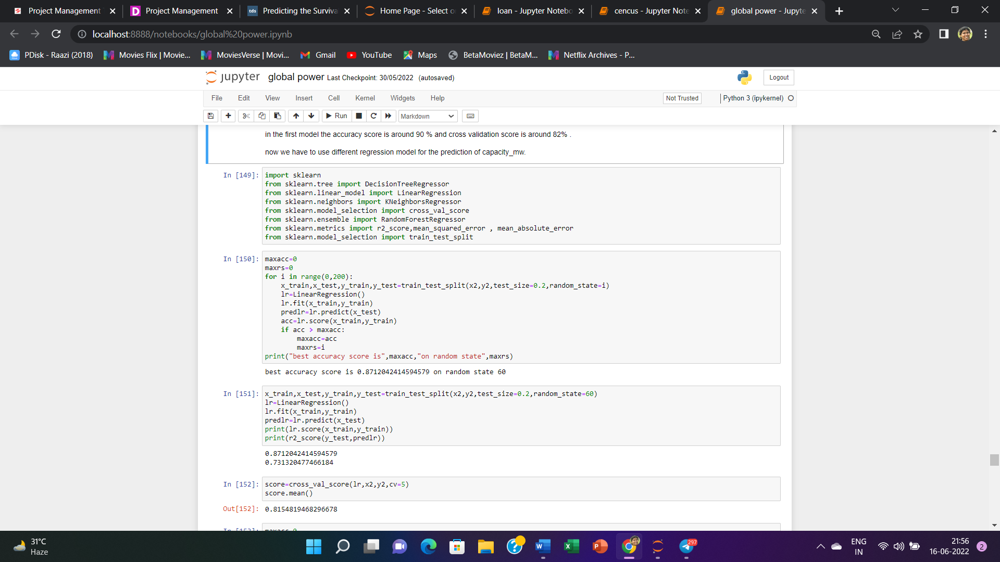 Project Management
Project Management
tds Predicting the Surviva
Home Page - Select o
loan - Jupyter Notebo
cencus - Jupyter Note
global power - Jupyte
localhost:8888/notebooks/global%20power.ipynb
PDisk - Raazi (2018)
Movies Flix | Movie...
MoviesVerse | Movi...
Gmail
YouTube
Maps
BetaMoviez | BetaM...
Netflix Archives - P...
jupyter global power Last Checkpoint: 30/05/2022 (autosaved)
Logout
File Edit View Insert Cell Kernel Widgets Help
Not Trusted
Python 3 (ipykernel)
Run
Markdown
in the first model the accuracy score is around 90 % and cross validation score is around 82% .
now we have to use different regression model for the prediction of capacity_mw.
In [149]: import sklearn
from sklearn.tree import DecisionTreeRegressor
from sklearn.linear_model import LinearRegression
from sklearn.neighbors import KNeighborsRegressor
from sklearn.model_selection import cross_val_score
from sklearn.ensemble import RandomForestRegressor
from sklearn.metrics import r2_score,mean_squared_error , mean_absolute_error
from sklearn.model_selection import train_test_split
In [150]: maxacc=0
maxrs=0
for i in range(0,200):
x_train,x_test,y_train,y_test=train_test_split(x2,y2,test_size=0.2,random_state=i)
lr=LinearRegression()
lr.fit(x_train,y_train)
predlr=lr.predict(x_test)
acc=lr.score(x_train,y_train)
if acc > maxacc:
maxacc=acc
maxrs=i
print("best accuracy score is",maxacc,"on random state",maxrs)
best accuracy score is 0.8712042414594579 on random state 60
In [151]: x_train,x_test,y_train,y_test=train_test_split(x2,y2,test_size=0.2,random_state=60)
lr=LinearRegression()
lr.fit(x_train,y_train)
predlr=lr.predict(x_test)
print(lr.score(x_train,y_train))
print(r2_score(y_test,predlr))
0.8712042414594579
0.731320477466184
In [152]: score=cross_val_score(lr,x2,y2,cv=5)
score.mean()
Out[152]: 0.8154819468296678
In [153]: maxacc=0
31°C
Haze
297
ENG
IN
21:56
16-06-2022
2